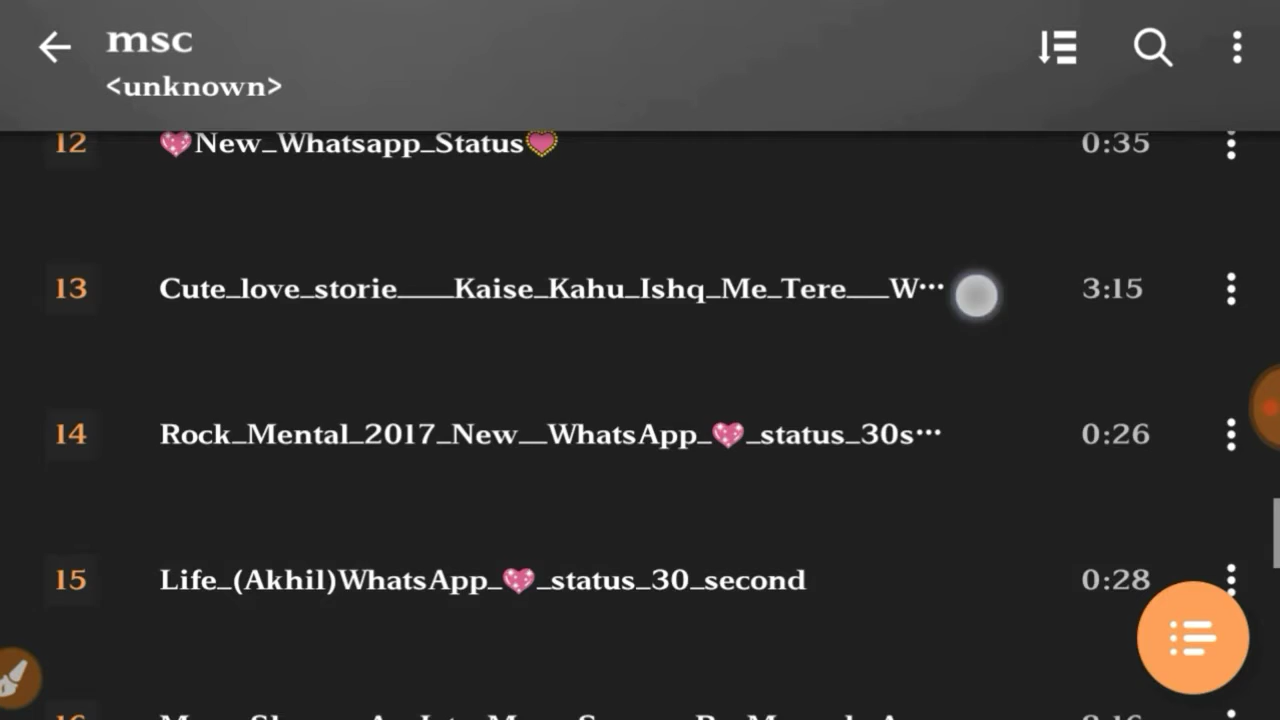 msc
<unknown>
12 💖New_Whatsapp_Status💟 0:35
13 Cute_love_storie___Kaise_Kahu_Ishq_Me_Tere__W... 3:15
14 Rock_Mental_2017_New__WhatsApp_💖_status_30s... 0:26
15 Life_(Akhil)WhatsApp_💖_status_30_second 0:28